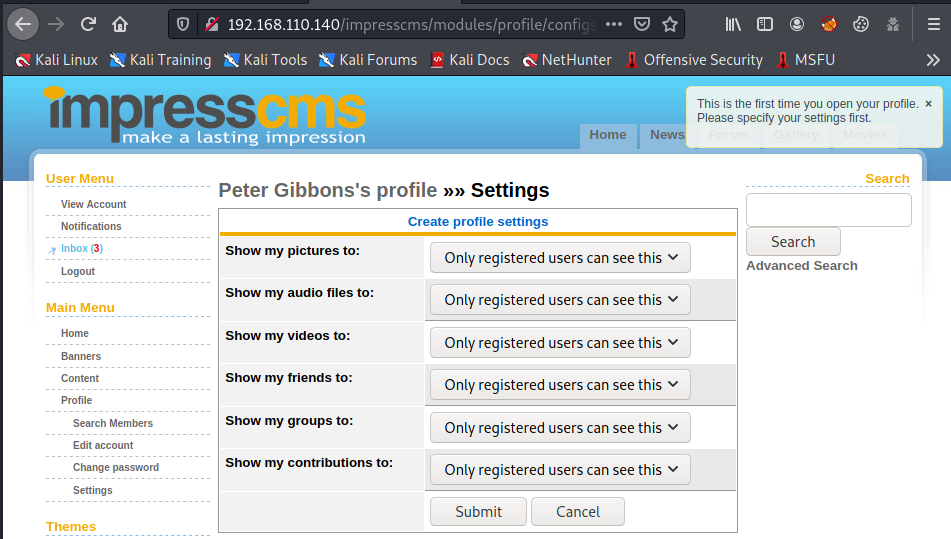 192.168.110.140/impresscms/modules/profile/configs
Kali Linux Kali Training Kali Tools Kali Forums Kali Docs NetHunter Offensive Security MSFU
impresscms
make a lasting impression
This is the first time you open your profile. ×
Please specify your settings first.
Home News Forum Gallery Movies
User Menu
View Account
Notifications
Inbox (3)
Logout
Main Menu
Home
Banners
Content
Profile
Search Members
Edit account
Change password
Settings
Themes
Peter Gibbons's profile »» Settings
Create profile settings
Show my pictures to: Only registered users can see this
Show my audio files to: Only registered users can see this
Show my videos to: Only registered users can see this
Show my friends to: Only registered users can see this
Show my groups to: Only registered users can see this
Show my contributions to: Only registered users can see this
Submit Cancel
Search
Search
Advanced Search